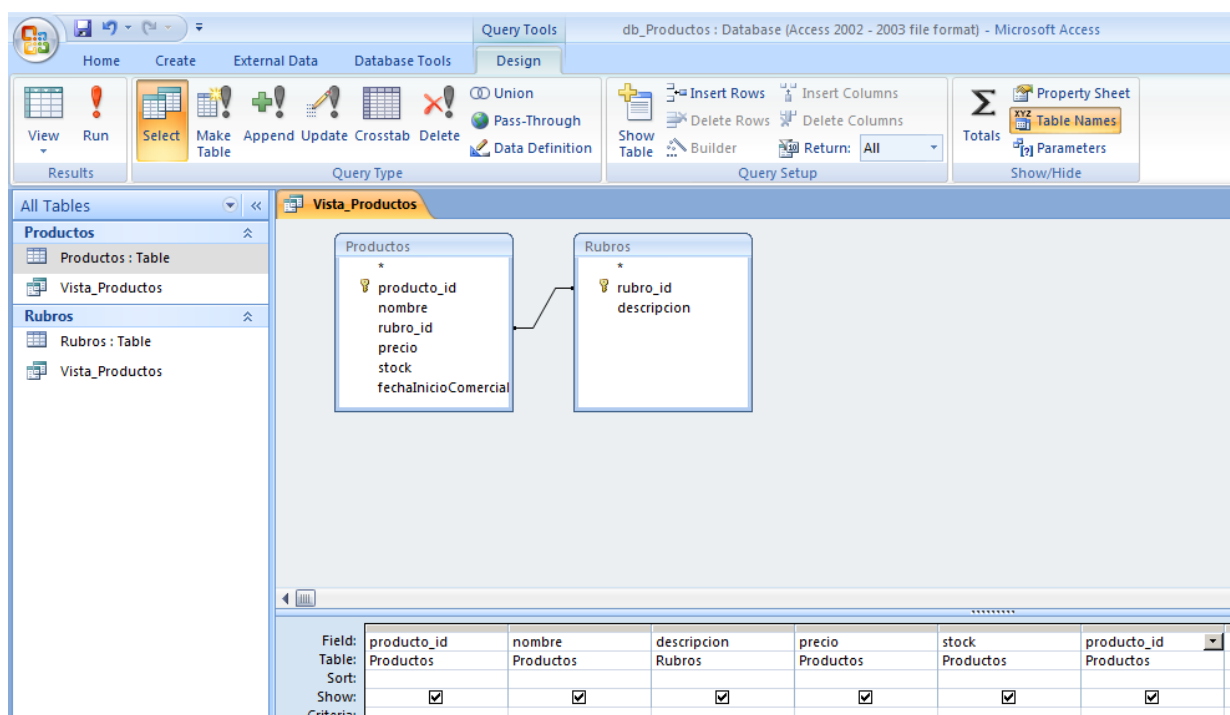 Query Tools
db_Productos : Database (Access 2002 - 2003 file format) - Microsoft Access
Home Create External Data Database Tools Design
View
Run
Select
Make Table
Append
Update
Crosstab
Delete
Union
Pass-Through
Data Definition
Show Table
Insert Rows
Delete Rows
Builder
Insert Columns
Delete Columns
Return: All
Σ
Totals
Property Sheet
XYZ Table Names
[?] Parameters
Results
Query Type
Query Setup
Show/Hide
All Tables «
Productos
Productos : Table
Vista_Productos
Rubros
Rubros : Table
Vista_Productos
Vista_Productos
Productos
*
producto_id
nombre
rubro_id
precio
stock
fechaInicioComercial
Rubros
*
rubro_id
descripcion
Field: producto_id nombre descripcion precio stock producto_id
Table: Productos Productos Rubros Productos Productos Productos
Sort:
Show:
Criteria: